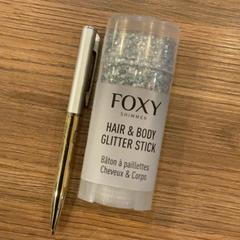 FOXY
SHIMMER
HAIR & BODY
GLITTER STICK
Bâton à paillettes
Cheveux & Corps